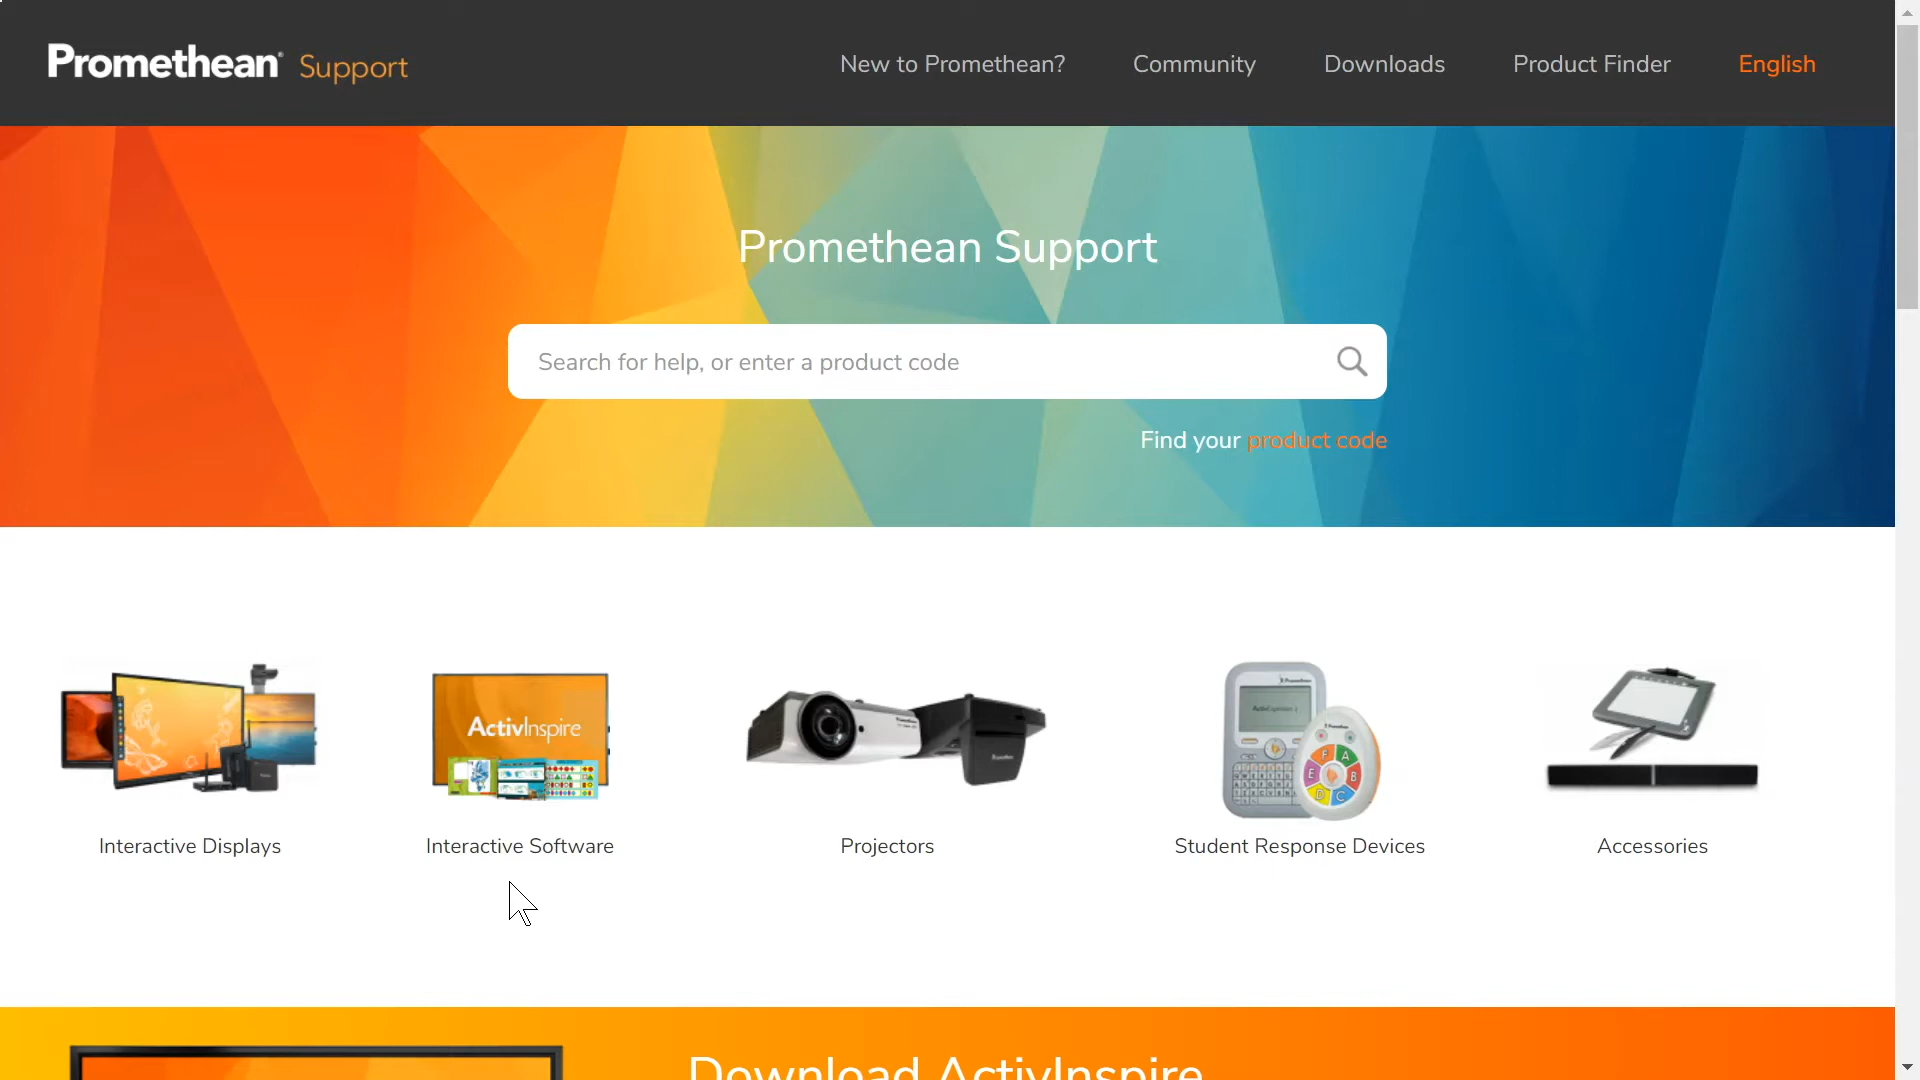 Promethean Support
New to Promethean?
Community
Downloads
Product Finder
English
Promethean Support
Search for help, or enter a product code
Find your product code
ActivInspire
Interactive Displays
Interactive Software
Projectors
Student Response Devices
Accessories
F A
E B
D C
Download ActivInspire